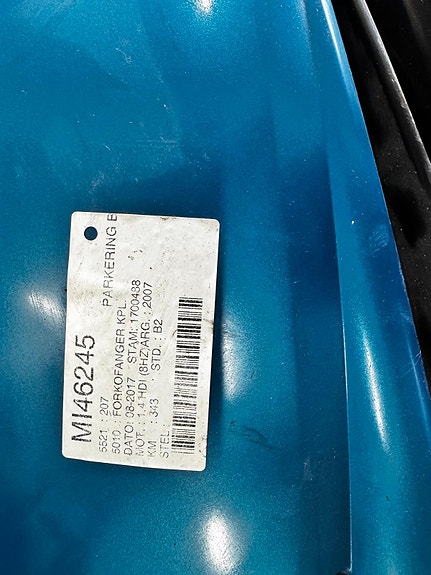 PARKERING B
MI46245
5521 : 207
5010 : FORKOFANGER KPL.
DATO: 08-2017 STAM: 1700488
MOT. : 1.4 HDI (8HZ) ARG. : 2007
KM : 343 STD. : B2
STEL :